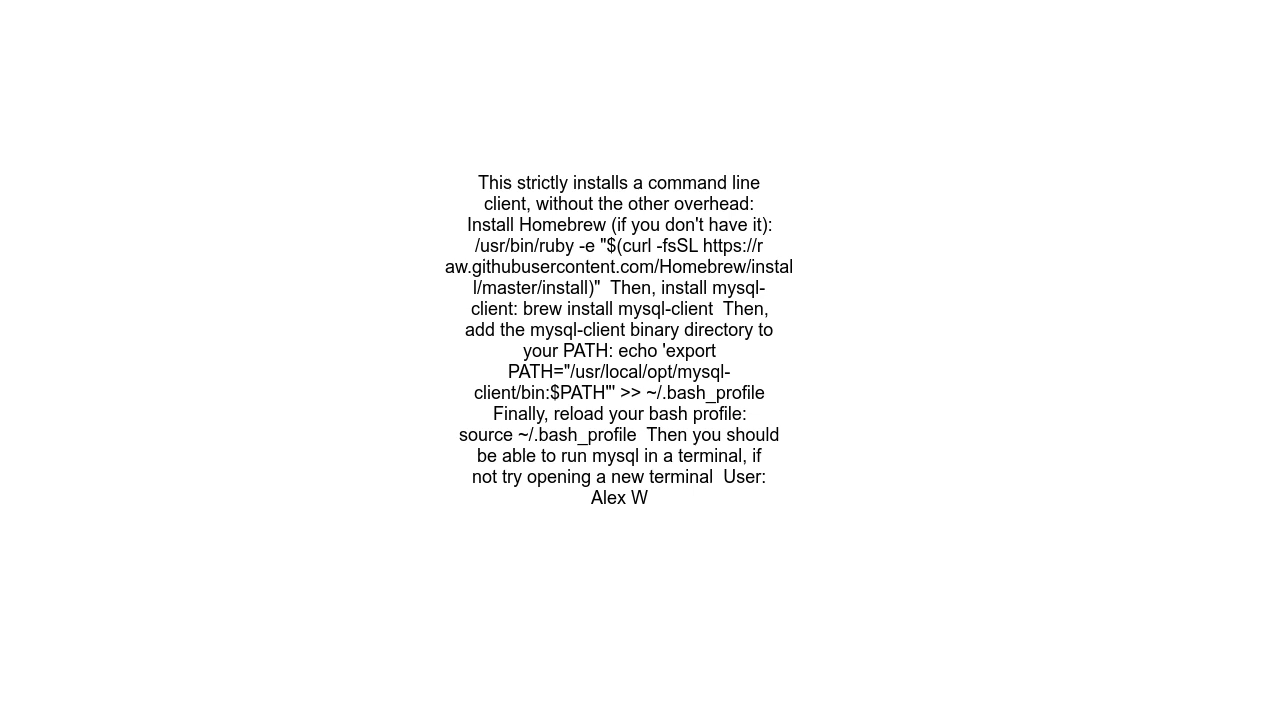 This strictly installs a command line
client, without the other overhead:
Install Homebrew (if you don't have it):
/usr/bin/ruby -e "$(curl -fsSL https://r
aw.githubusercontent.com/Homebrew/instal
l/master/install)"  Then, install mysql-
client: brew install mysql-client  Then,
add the mysql-client binary directory to
your PATH: echo 'export
PATH="/usr/local/opt/mysql-
client/bin:$PATH"' >> ~/.bash_profile
Finally, reload your bash profile:
source ~/.bash_profile  Then you should
be able to run mysql in a terminal, if
not try opening a new terminal  User:
Alex W